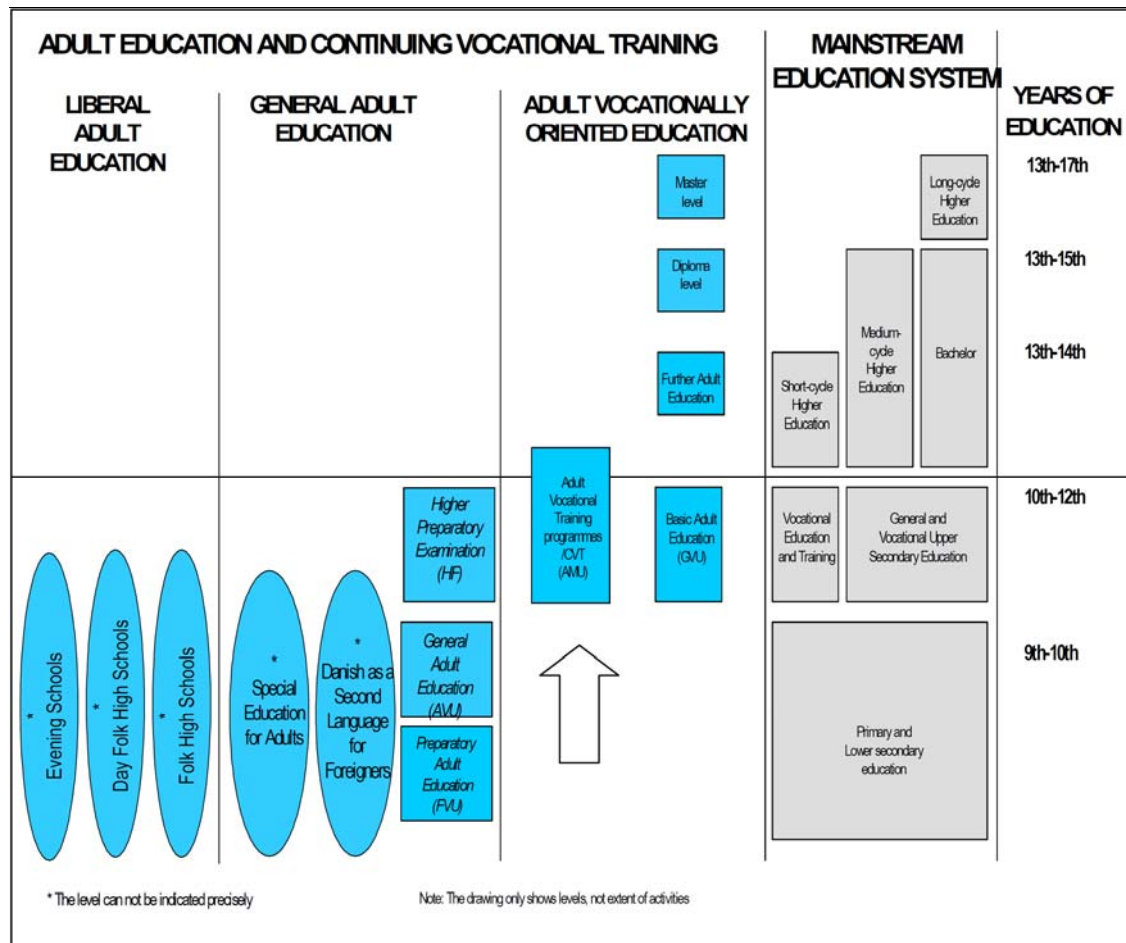 ADULT EDUCATION AND CONTINUING VOCATIONAL TRAINING
MAINSTREAM
EDUCATION SYSTEM
YEARS OF
EDUCATION
LIBERAL
ADULT
EDUCATION
GENERAL ADULT
EDUCATION
ADULT VOCATIONALLY
ORIENTED EDUCATION
Master
level
Long-cycle
Higher
Education
13th-17th
Diploma
level
Medium-
cycle
Higher
Education
Bachelor
13th-15th
Further Adult
Education
Short-cycle
Higher
Education
13th-14th
Higher
Preparatory
Examination
(HF)
Adult
Vocational
Training
programmes
/CVT
(AMU)
Basic Adult
Education
(GVU)
Vocational
Education
and Training
General and
Vocational Upper
Secondary Education
10th-12th
* Evening Schools
* Day Folk High Schools
* Folk High Schools
*
Special
Education
for Adults
*
Danish as a
Second
Language
for
Foreigners
General
Adult
Education
(AVU)
Preparatory
Adult
Education
(FVU)
Primary and
Lower secondary
education
9th-10th
* The level can not be indicated precisely
Note: The drawing only shows levels, not extent of activities